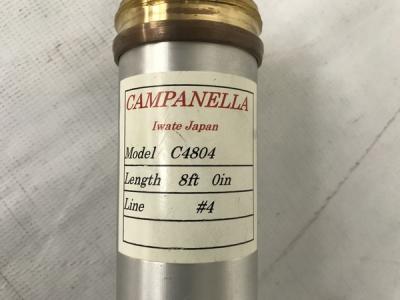 CAMPANELLA
Iwate Japan
Model C4804
Length 8ft 0in
Line #4